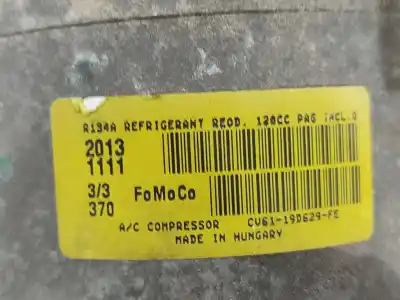 R134A REFRIGERANT REQD. 120CC PAG INCL.O
2013
1111
3/3
370
FoMoCo
A/C COMPRESSOR CV61-19D629-FE
MADE IN HUNGARY